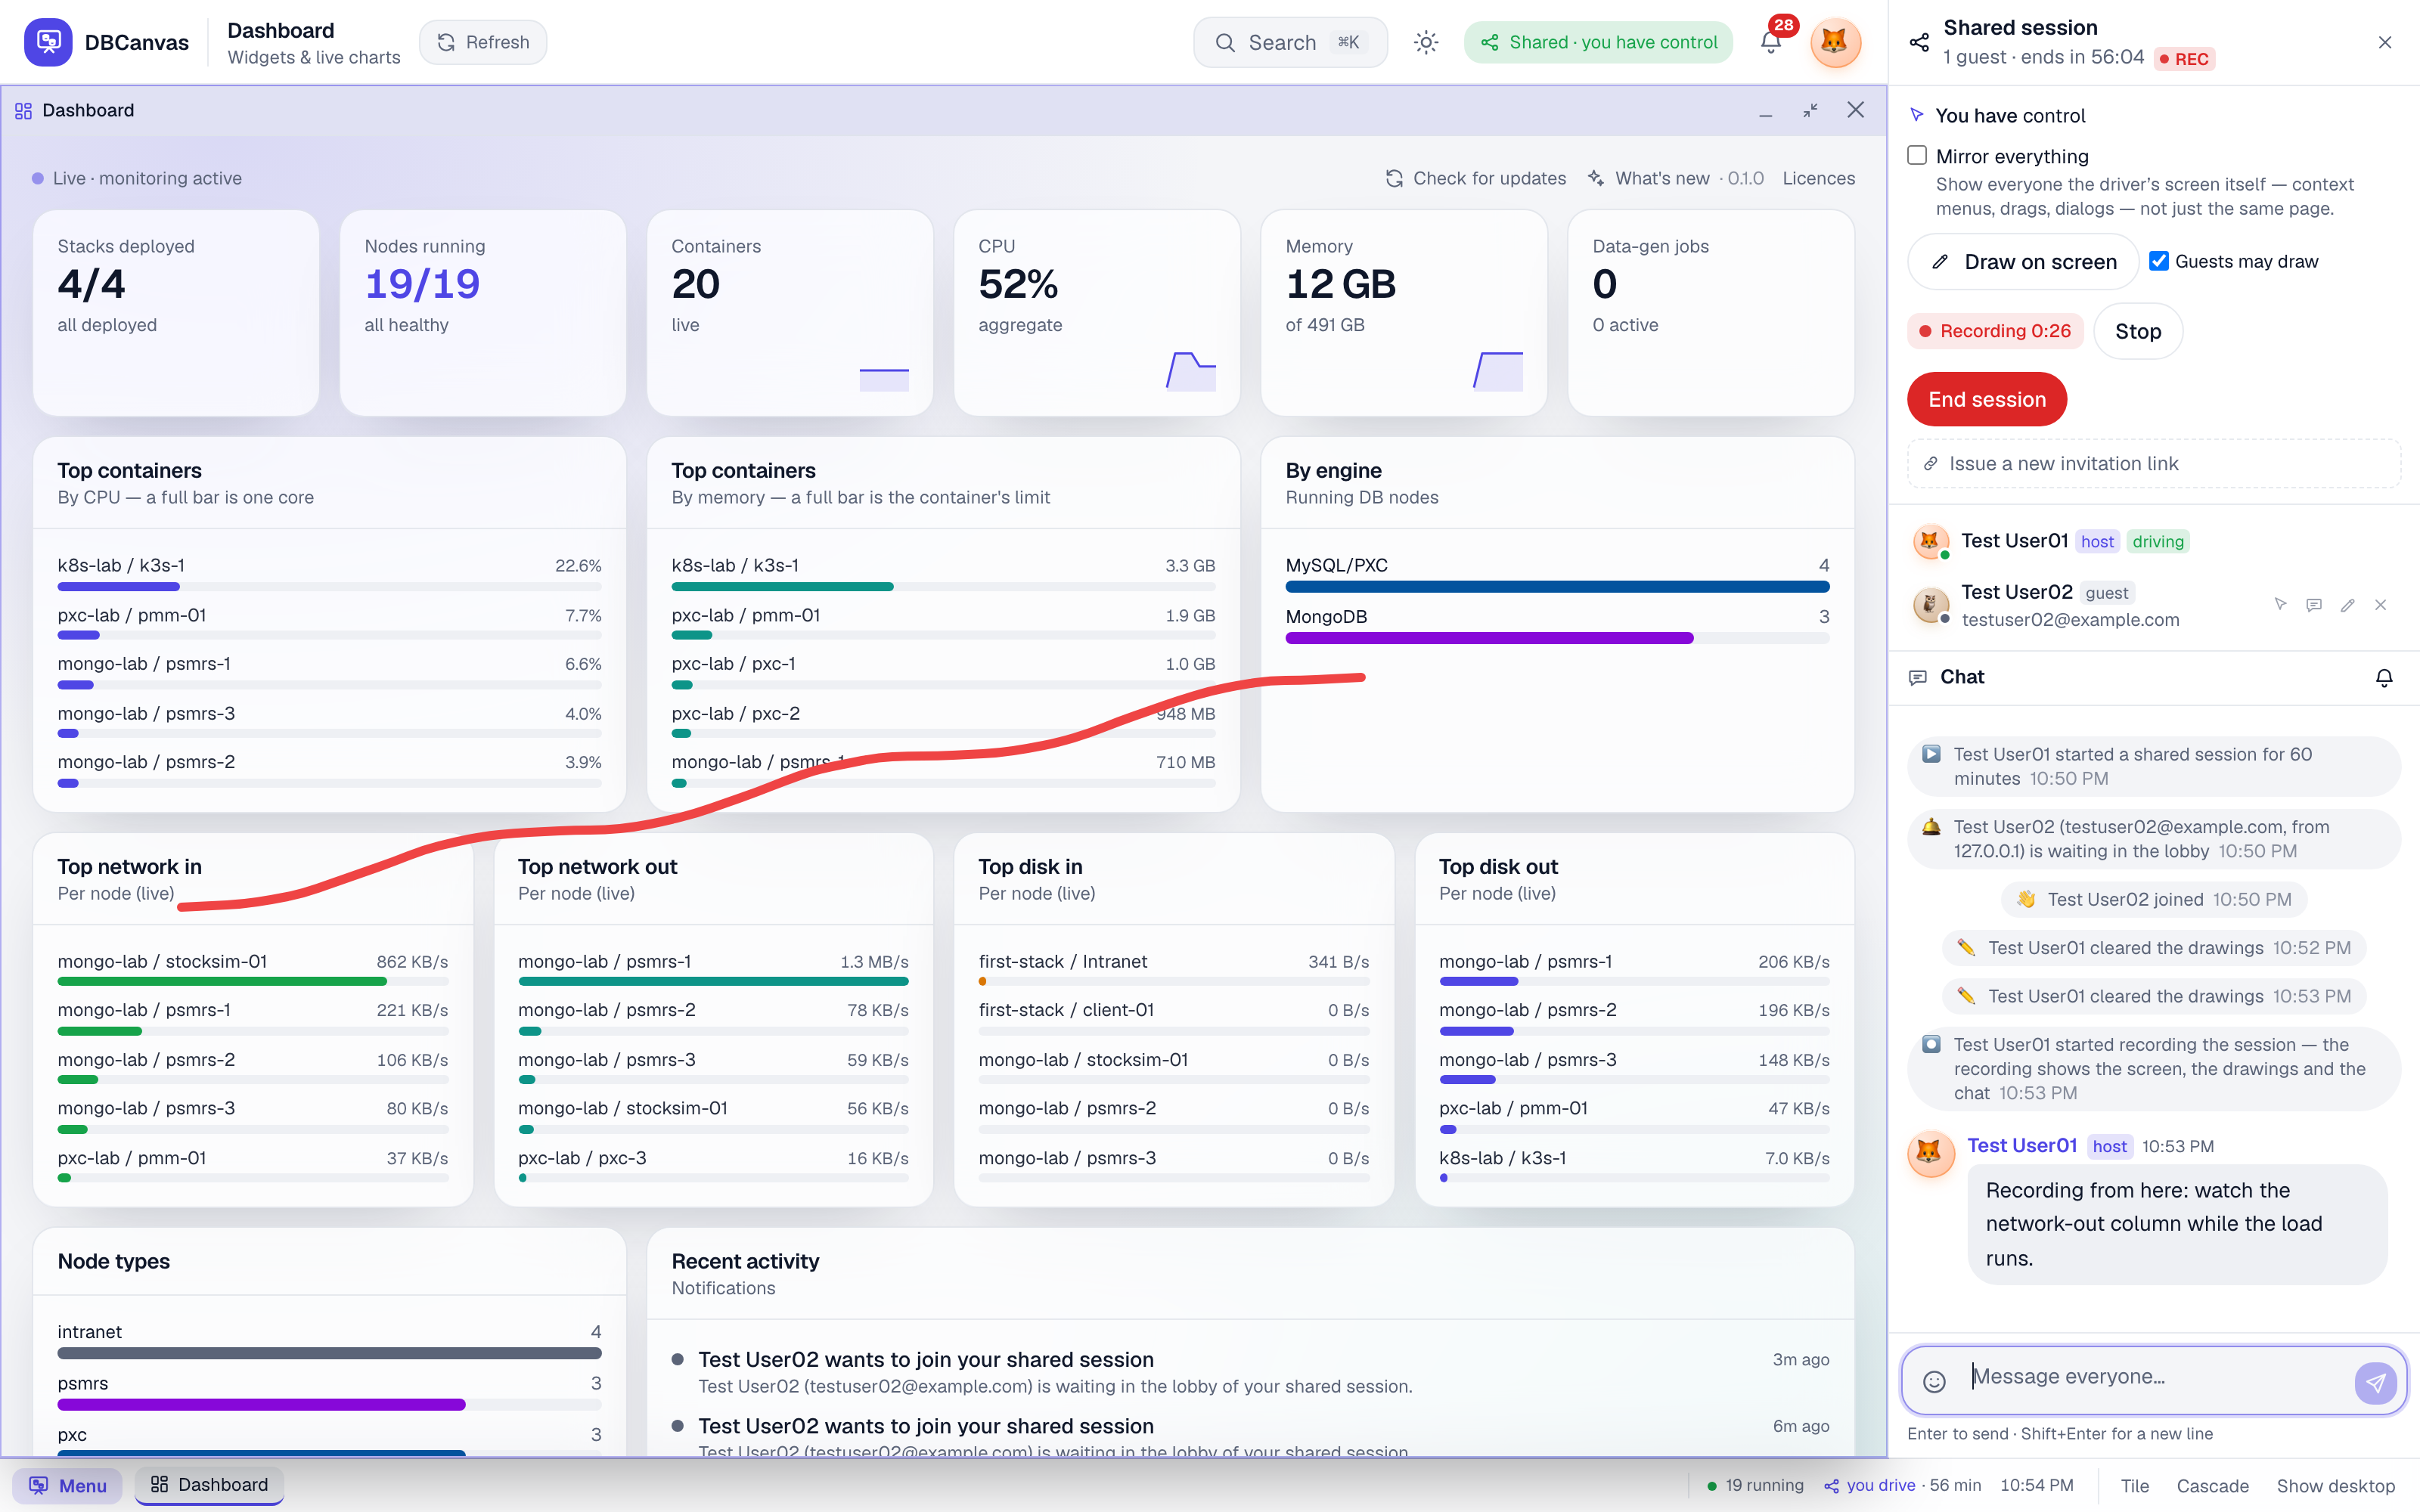 DBCanvas
Dashboard
Widgets & live charts
Refresh
Search ⌘K
Shared · you have control
28
Dashboard
Live · monitoring active
Check for updates
What's new · 0.1.0
Licences
Stacks deployed
4/4
all deployed
Nodes running
19/19
all healthy
Containers
20
live
CPU
52%
aggregate
Memory
12 GB
of 491 GB
Data-gen jobs
0
0 active
Top containers
By CPU — a full bar is one core
k8s-lab / k3s-1 22.6%
pxc-lab / pmm-01 7.7%
mongo-lab / psmrs-1 6.6%
mongo-lab / psmrs-3 4.0%
mongo-lab / psmrs-2 3.9%
Top containers
By memory — a full bar is the container's limit
k8s-lab / k3s-1 3.3 GB
pxc-lab / pmm-01 1.9 GB
pxc-lab / pxc-1 1.0 GB
pxc-lab / pxc-2 948 MB
mongo-lab / psmrs-1 710 MB
By engine
Running DB nodes
MySQL/PXC 4
MongoDB 3
Top network in
Per node (live)
mongo-lab / stocksim-01 862 KB/s
mongo-lab / psmrs-1 221 KB/s
mongo-lab / psmrs-2 106 KB/s
mongo-lab / psmrs-3 80 KB/s
pxc-lab / pmm-01 37 KB/s
Top network out
Per node (live)
mongo-lab / psmrs-1 1.3 MB/s
mongo-lab / psmrs-2 78 KB/s
mongo-lab / psmrs-3 59 KB/s
mongo-lab / stocksim-01 56 KB/s
pxc-lab / pxc-3 16 KB/s
Top disk in
Per node (live)
first-stack / Intranet 341 B/s
first-stack / client-01 0 B/s
mongo-lab / stocksim-01 0 B/s
mongo-lab / psmrs-2 0 B/s
mongo-lab / psmrs-3 0 B/s
Top disk out
Per node (live)
mongo-lab / psmrs-1 206 KB/s
mongo-lab / psmrs-2 196 KB/s
mongo-lab / psmrs-3 148 KB/s
pxc-lab / pmm-01 47 KB/s
k8s-lab / k3s-1 7.0 KB/s
Node types
intranet 4
psmrs 3
pxc 3
Recent activity
Notifications
Test User02 wants to join your shared session 3m ago
Test User02 (testuser02@example.com) is waiting in the lobby of your shared session.
Test User02 wants to join your shared session 6m ago
Test User02 (testuser02@example.com) is waiting in the lobby of your shared session.
Shared session
1 guest · ends in 56:04 REC
You have control
Mirror everything
Show everyone the driver’s screen itself — context
menus, drags, dialogs — not just the same page.
Draw on screen
Guests may draw
Recording 0:26
Stop
End session
Issue a new invitation link
Test User01 host driving
Test User02 guest
testuser02@example.com
Chat
Test User01 started a shared session for 60
minutes 10:50 PM
Test User02 (testuser02@example.com, from
127.0.0.1) is waiting in the lobby 10:50 PM
Test User02 joined 10:50 PM
Test User01 cleared the drawings 10:52 PM
Test User01 cleared the drawings 10:53 PM
Test User01 started recording the session — the
recording shows the screen, the drawings and the
chat 10:53 PM
Test User01 host 10:53 PM
Recording from here: watch the
network-out column while the load
runs.
Message everyone…
Enter to send · Shift+Enter for a new line
Menu
Dashboard
19 running
you drive · 56 min
10:54 PM
Tile
Cascade
Show desktop